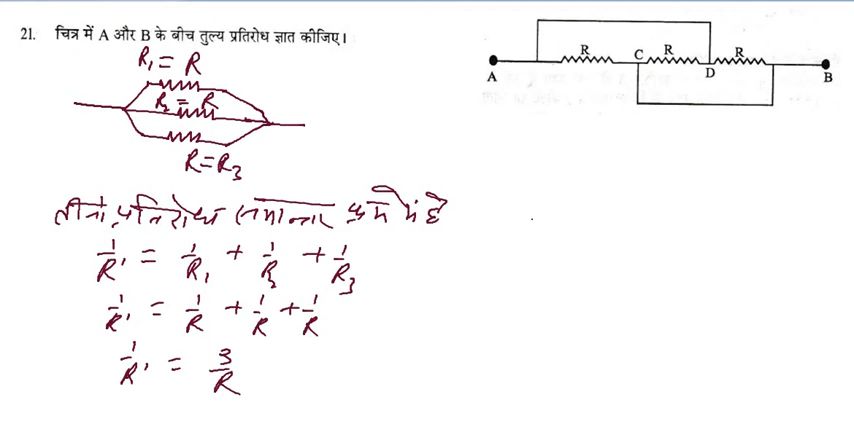 21. चित्र में A और B के बीच तुल्य प्रतिरोध ज्ञात कीजिए।
R₁ = R
R₂ = R
R = R₃
A
R
C
R
D
R
B
तीनो प्रतिरोध समान्तर क्रम में है
1/R' = 1/R₁ + 1/R₂ + 1/R₃
1/R' = 1/R + 1/R + 1/R
1/R' = 3/R